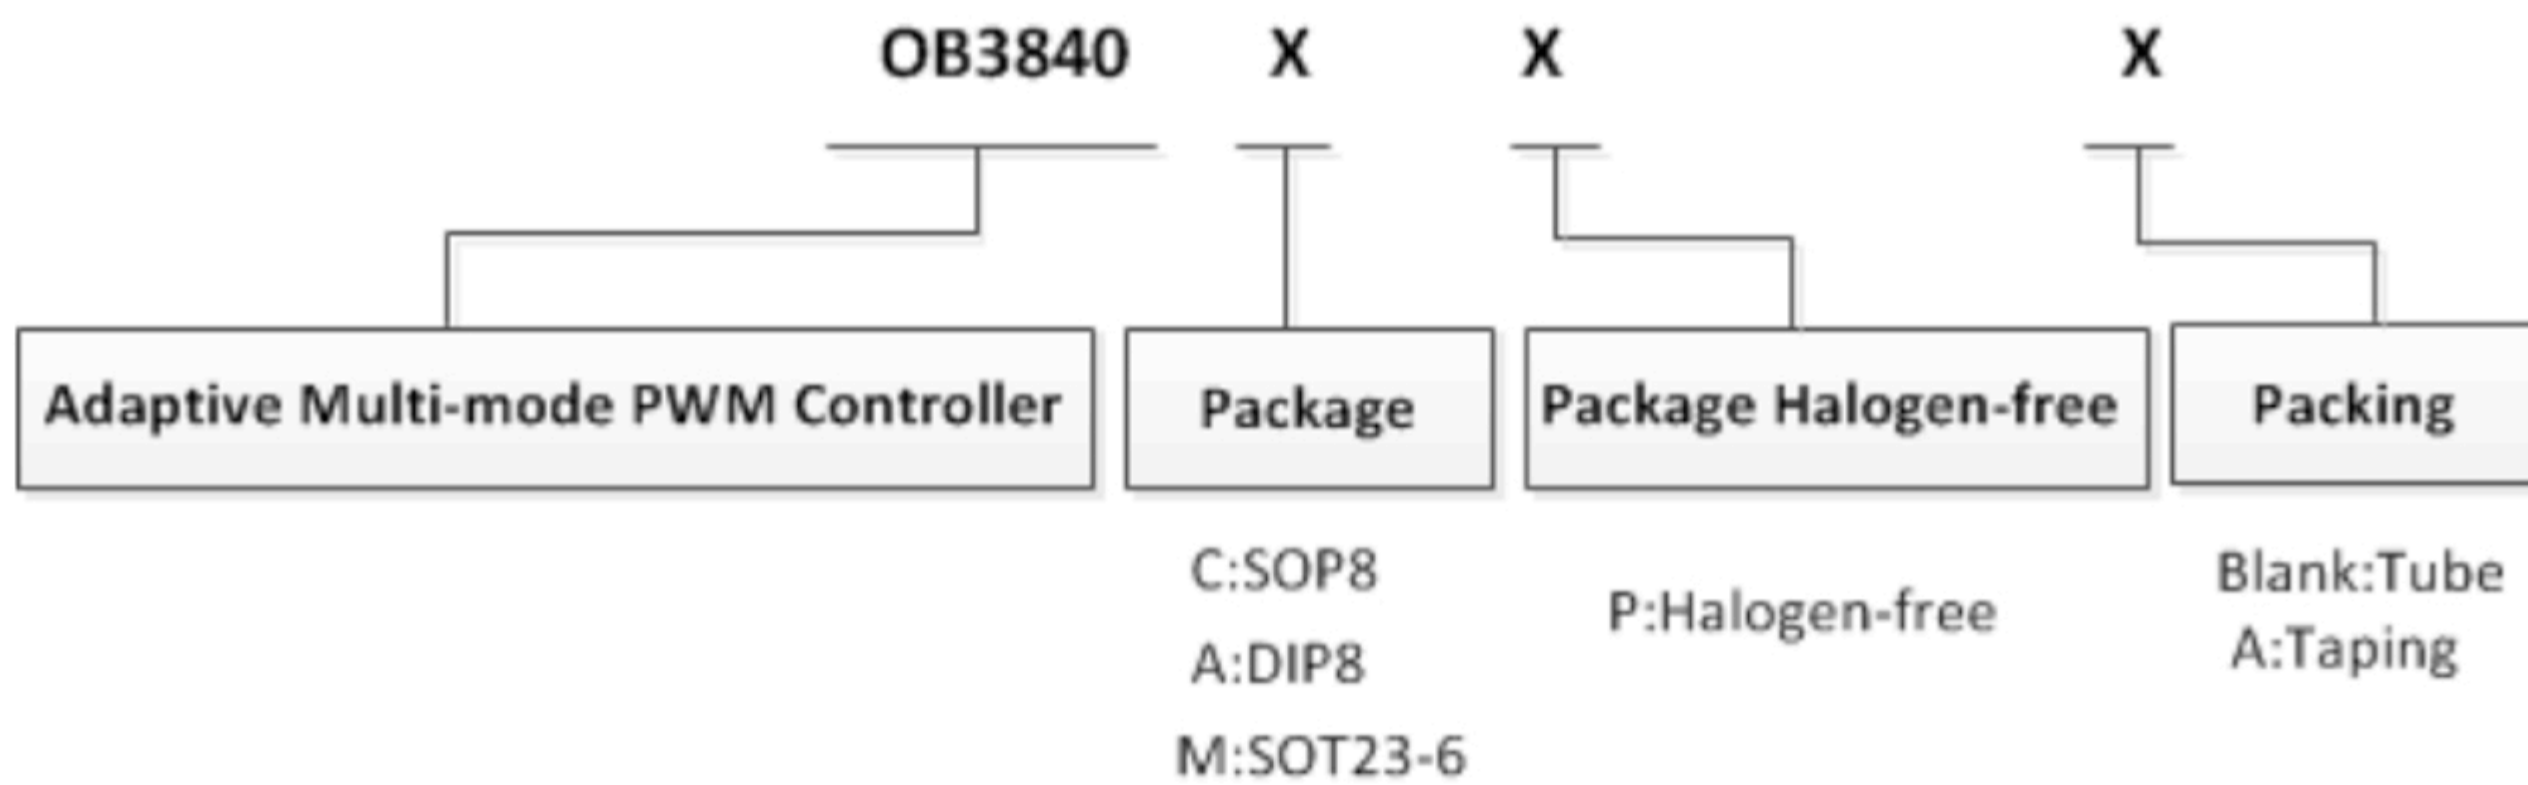 OB3840 X X X
Adaptive Multi-mode PWM Controller
Package
Package Halogen-free
Packing
C:SOP8
A:DIP8
M:SOT23-6
P:Halogen-free
Blank:Tube
A:Taping